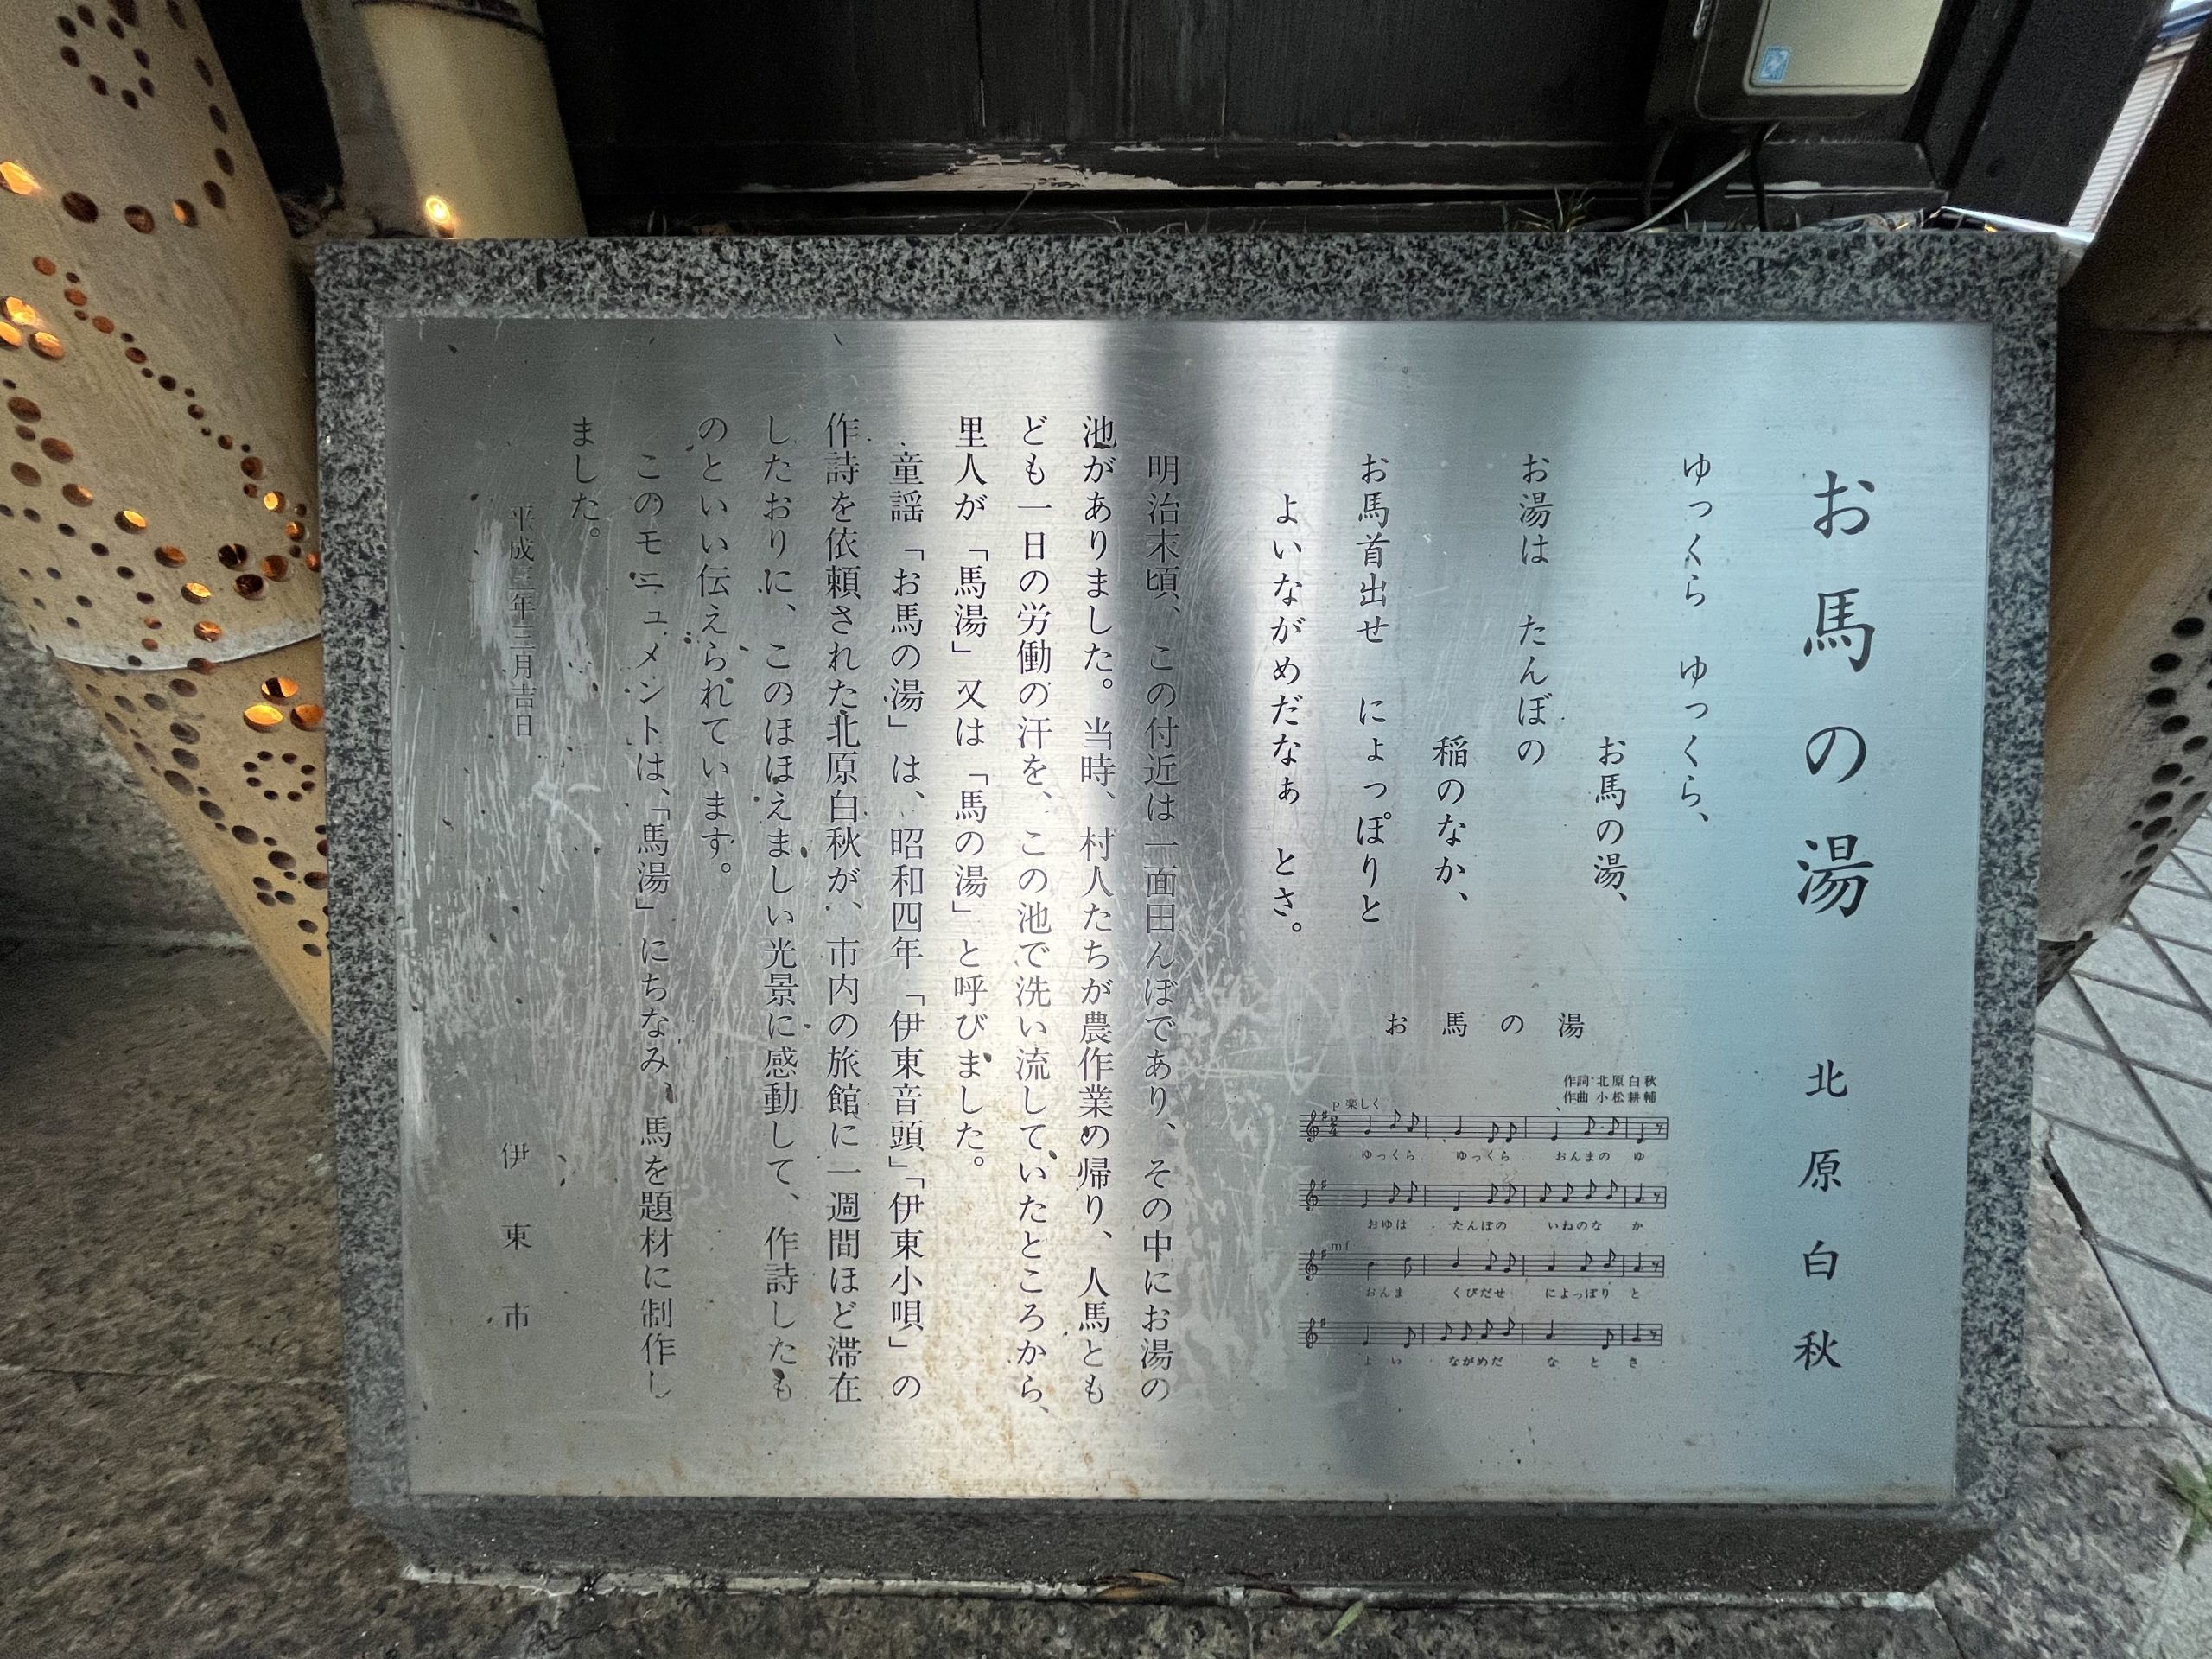 お馬の湯　北原白秋
ゆっくら　ゆっくら、
お馬の湯、
お湯は　たんぼの
稲のなか、
お馬首出せ　にょっぽりと
よいながめだなぁ　とさ。
お馬の湯
作詞 北原白秋
作曲 小松耕輔
p 楽しく
ゆっくら　ゆっくら　おんまの　ゆ
おゆは　たんぼの　いねのな　か
mf
おんま　くびだせ　にょっぽり　と
よい　ながめだ　な　と　さ
明治末頃、この付近は一面田んぼであり、その中にお湯の
池がありました。当時、村人たちが農作業の帰り、人馬とも
ども一日の労働の汗を、この池で洗い流していたところから、
里人が「馬湯」又は「馬の湯」と呼びました。
童謡「お馬の湯」は、昭和四年「伊東音頭」「伊東小唄」の
作詩を依頼された北原白秋が、市内の旅館に一週間ほど滞在
したおりに、このほほえましい光景に感動して、作詩したも
のといい伝えられています。
このモニュメントは、「馬湯」にちなみ、馬を題材に制作し
ました。
平成三年三月吉日
伊東市